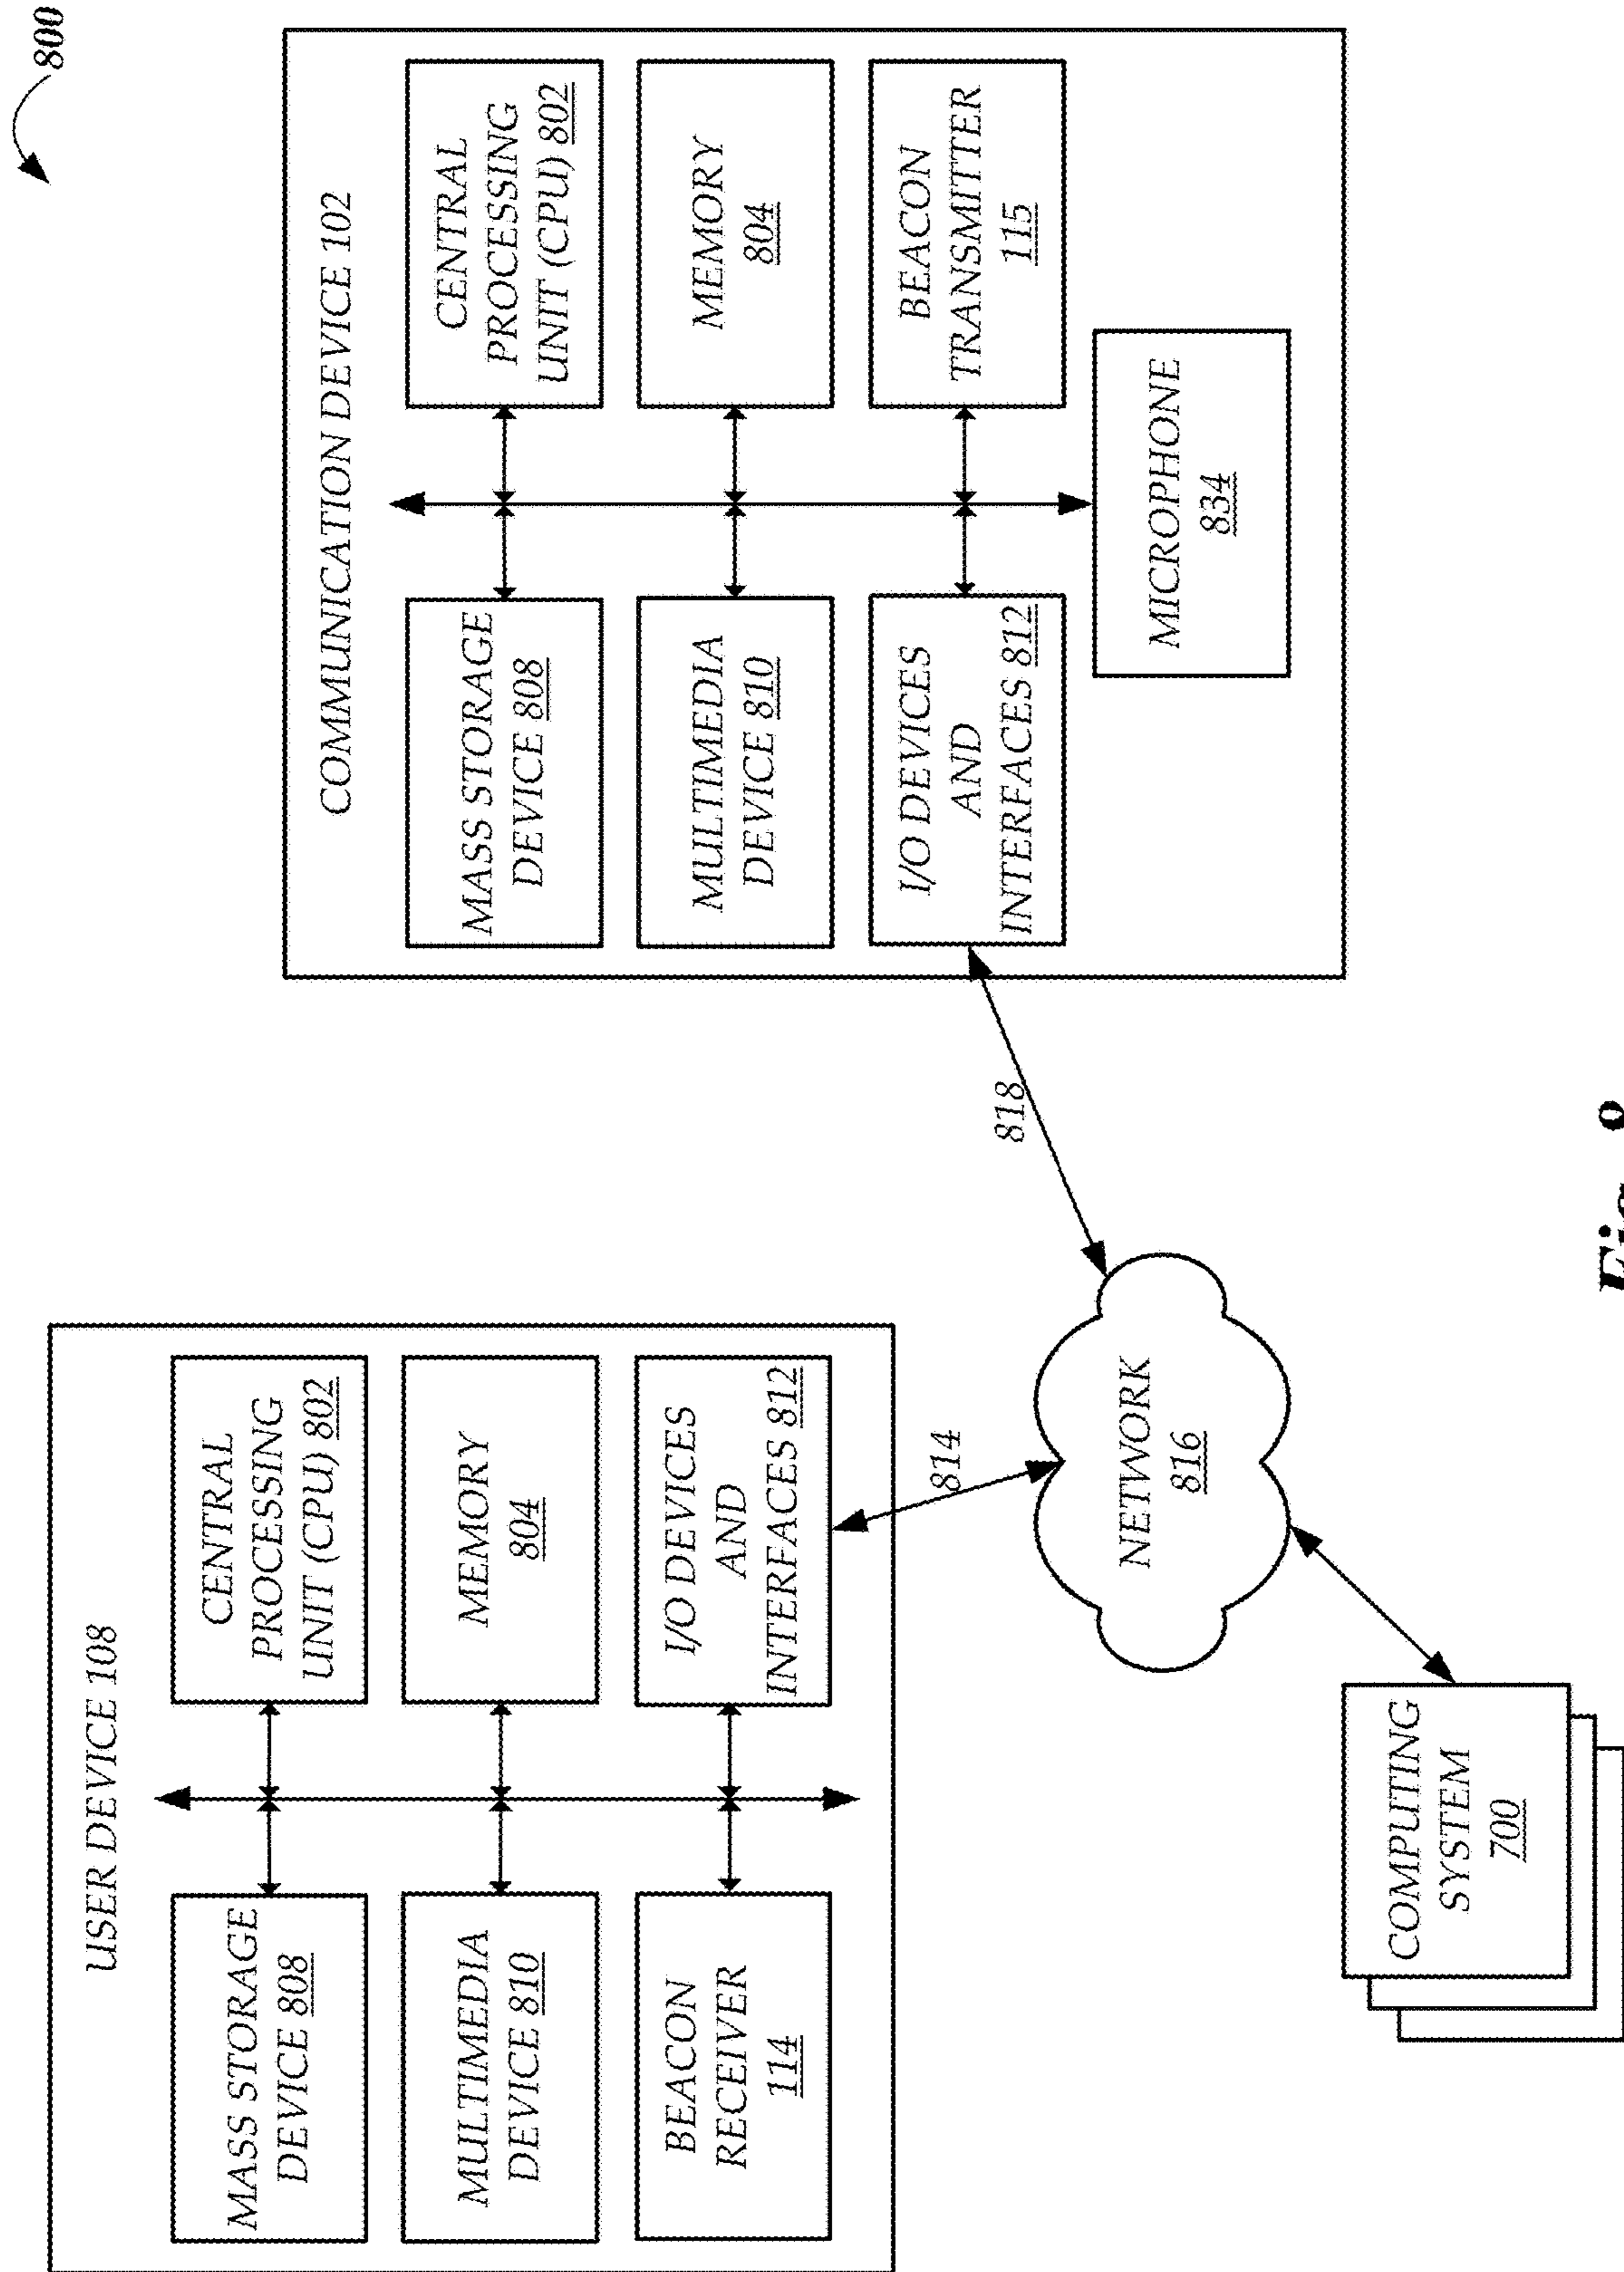 800
USER DEVICE 108
MASS STORAGE
DEVICE 808
CENTRAL
PROCESSING
UNIT (CPU) 802
MULTIMEDIA
DEVICE 810
MEMORY
804
BEACON
RECEIVER
114
I/O DEVICES
AND
INTERFACES 812
COMMUNICATION DEVICE 102
MASS STORAGE
DEVICE 808
CENTRAL
PROCESSING
UNIT (CPU) 802
MULTIMEDIA
DEVICE 810
MEMORY
804
I/O DEVICES
AND
INTERFACES 812
BEACON
TRANSMITTER
115
MICROPHONE
834
814
818
NETWORK
816
COMPUTING
SYSTEM
700
Fig. 8